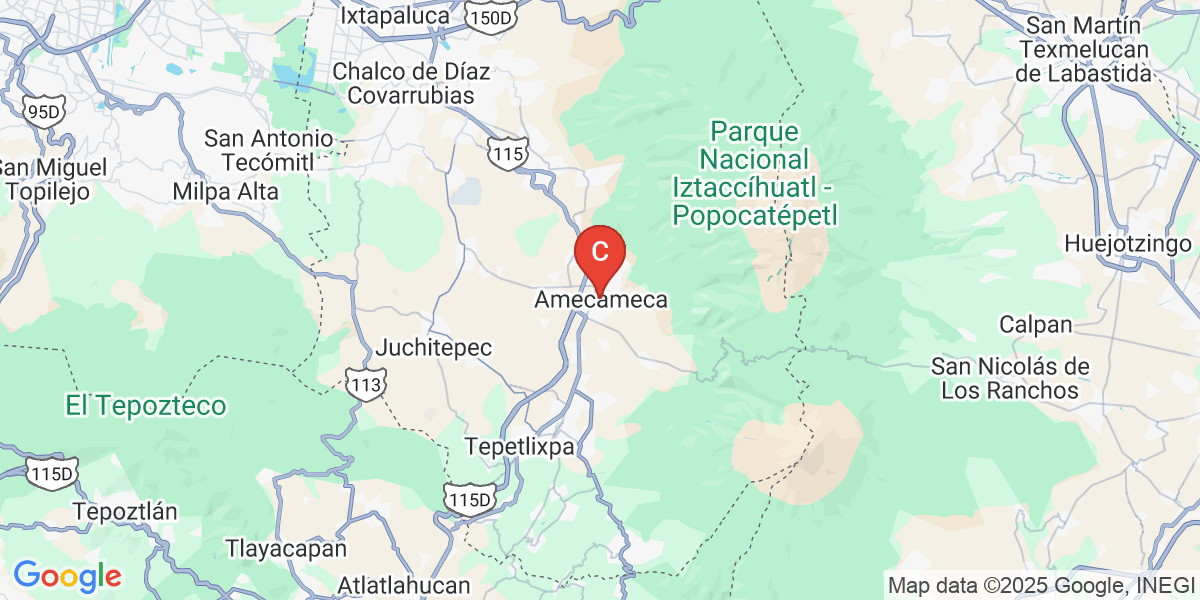 Ixtapaluca
150D
San Martín
Texmelucan
de Labastida
Chalco de Díaz
Covarrubias
95D
San Antonio
Tecómitl
115
Parque
Nacional
Iztaccíhuatl -
Popocatépetl
San Miguel
Topilejo
Milpa Alta
C
Huejotzingo
Amecameca
Calpan
Juchitepec
San Nicolás de
Los Ranchos
113
El Tepozteco
Tepetlixpa
115D
115D
Tepoztlán
Tlayacapan
Atlatlahucan
Google
Map data ©2025 Google, INEGI